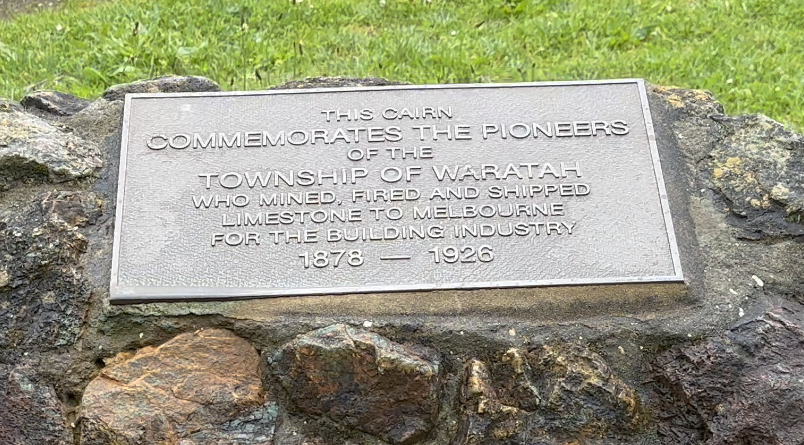 THIS CAIRN
COMMEMORATES THE PIONEERS
OF THE
TOWNSHIP OF WARATAH
WHO MINED, FIRED AND SHIPPED
LIMESTONE TO MELBOURNE
FOR THE BUILDING INDUSTRY
1878 — 1926